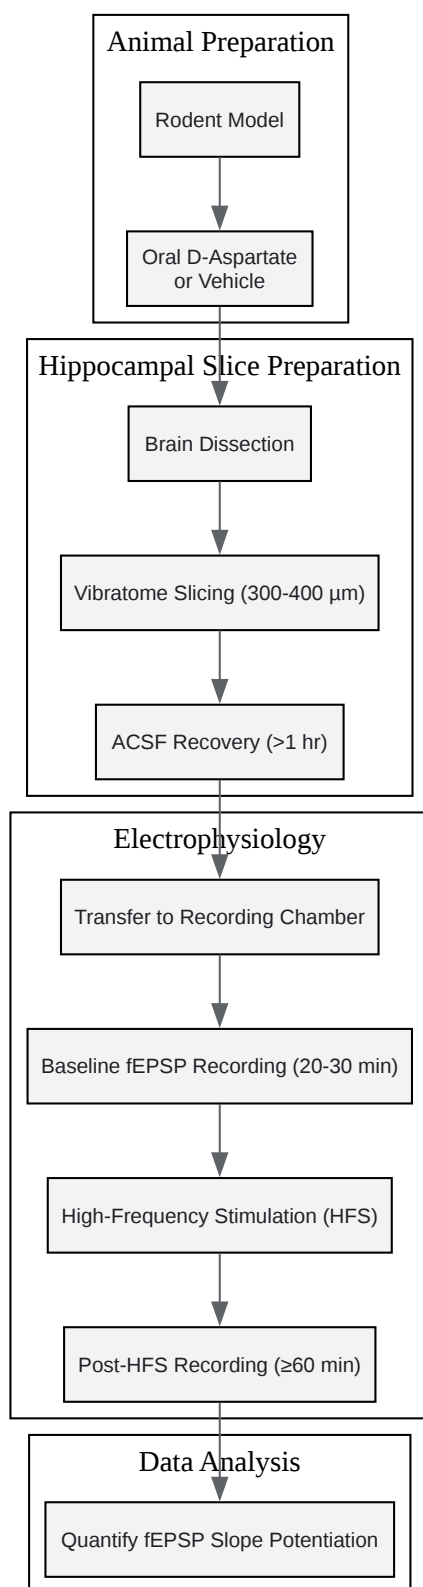 Animal Preparation
Rodent Model
Oral D-Aspartate
or Vehicle
Hippocampal Slice Preparation
Brain Dissection
Vibratome Slicing (300-400 µm)
ACSF Recovery (>1 hr)
Electrophysiology
Transfer to Recording Chamber
Baseline fEPSP Recording (20-30 min)
High-Frequency Stimulation (HFS)
Post-HFS Recording (≥60 min)
Data Analysis
Quantify fEPSP Slope Potentiation